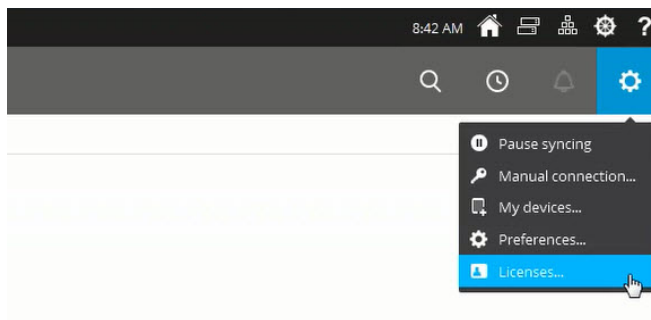 8:42 AM ?
Pause syncing
Manual connection...
My devices...
Preferences...
Licenses...